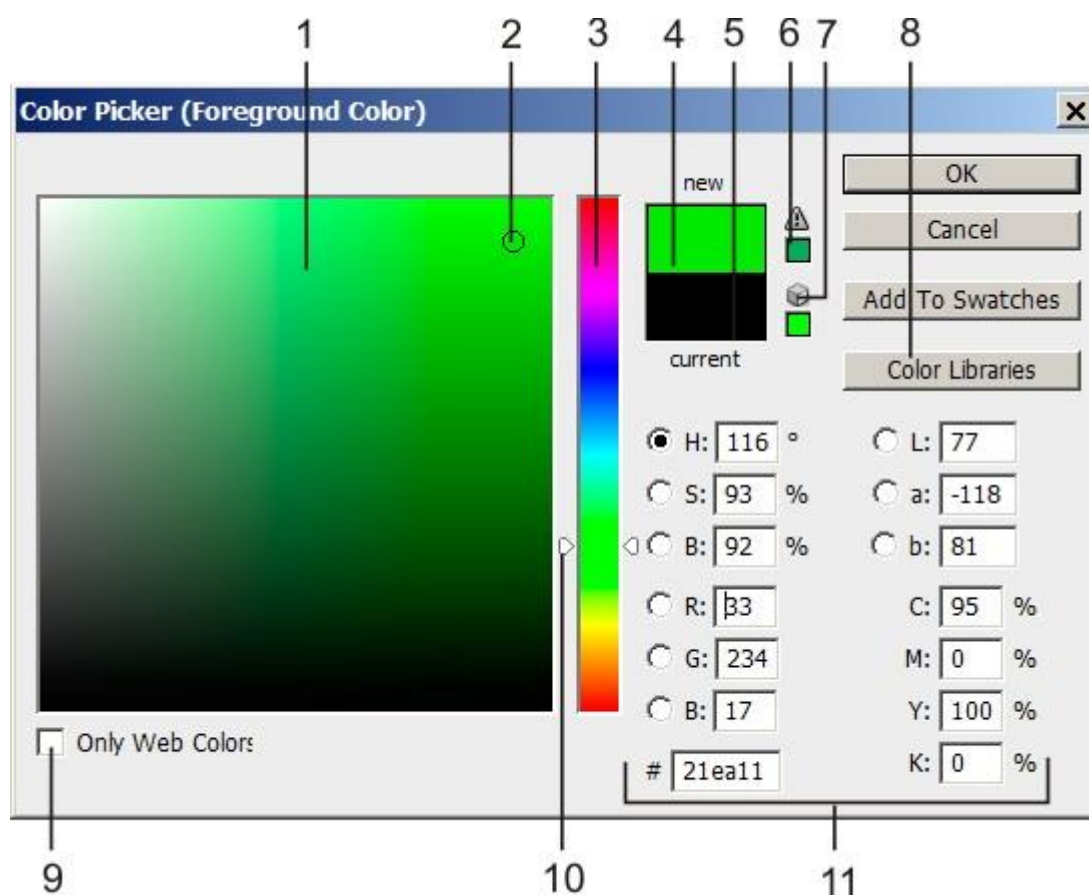 1 2 3 4 5 6 7 8
Color Picker (Foreground Color)
new
current
OK
Cancel
Add To Swatches
Color Libraries
H: 116 °
S: 93 %
B: 92 %
R: 33
G: 234
B: 17
# 21ea11
L: 77
a: -118
b: 81
C: 95 %
M: 0 %
Y: 100 %
K: 0 %
Only Web Colors
9 10 11